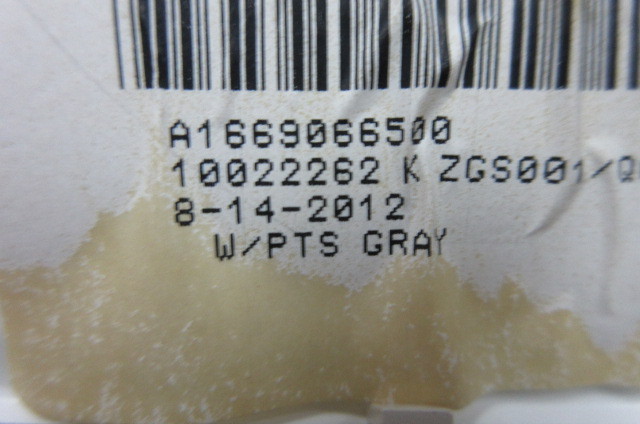 A1669066500
10022262 K ZGS001/Q
8-14-2012
W/PTS GRAY